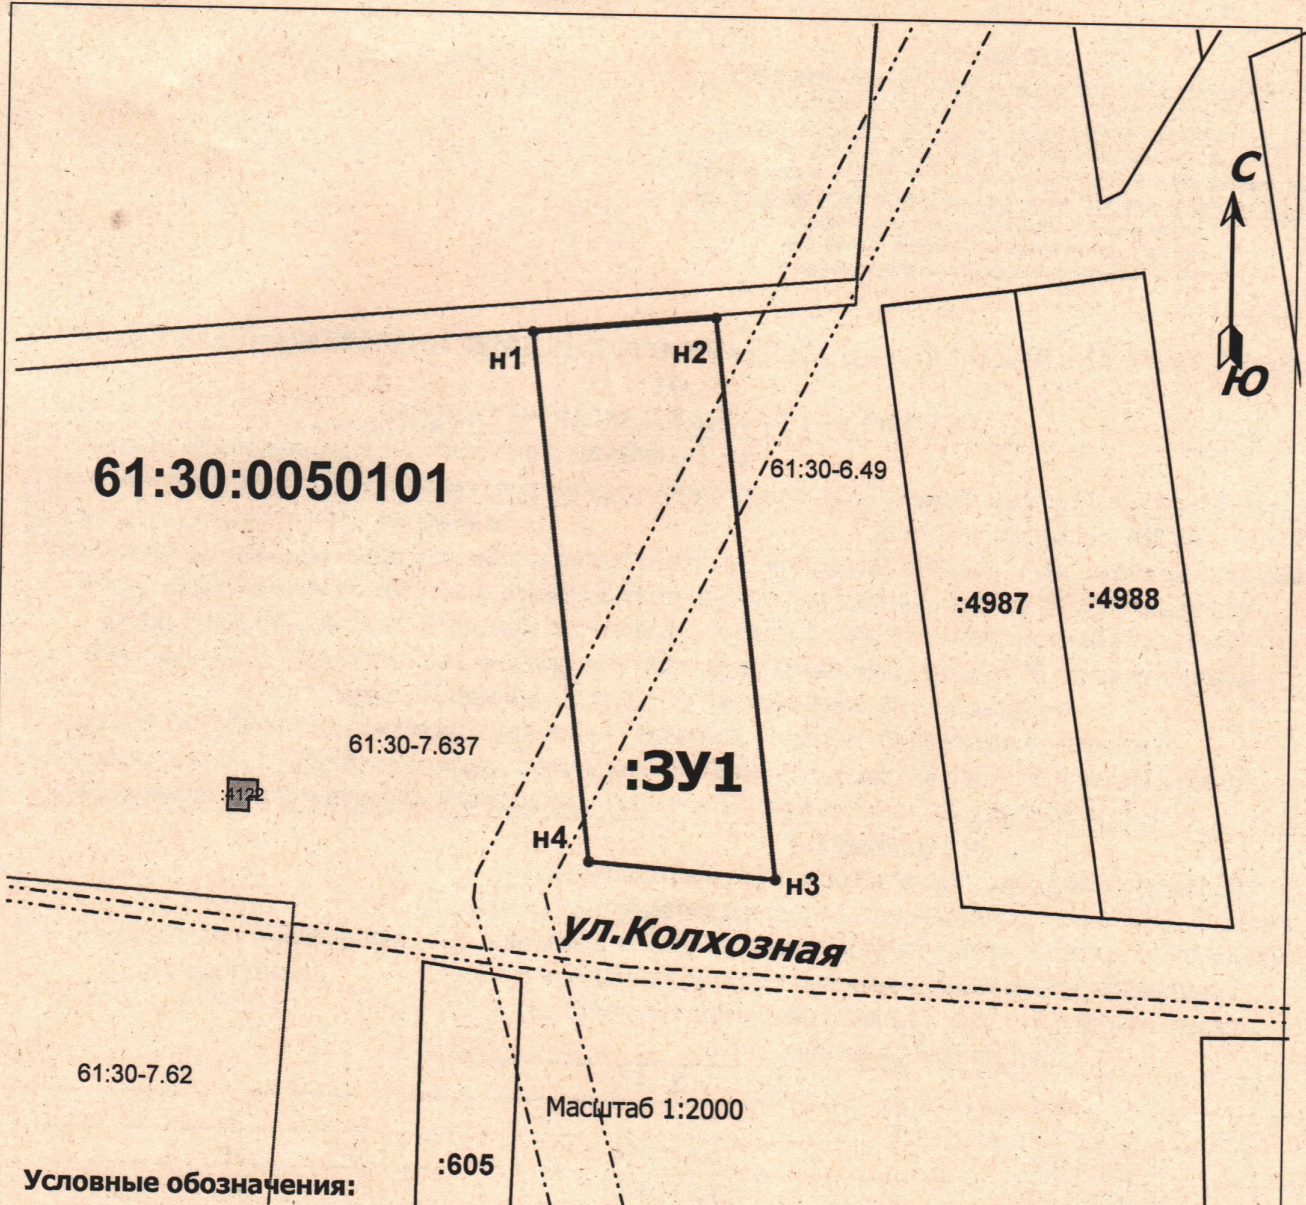 С
Ю
н1
н2
61:30:0050101
61:30-6.49
:4987
:4988
61:30-7.637
:ЗУ1
:4122
н4
н3
ул.Колхозная
61:30-7.62
Масштаб 1:2000
:605
Условные обозначения: